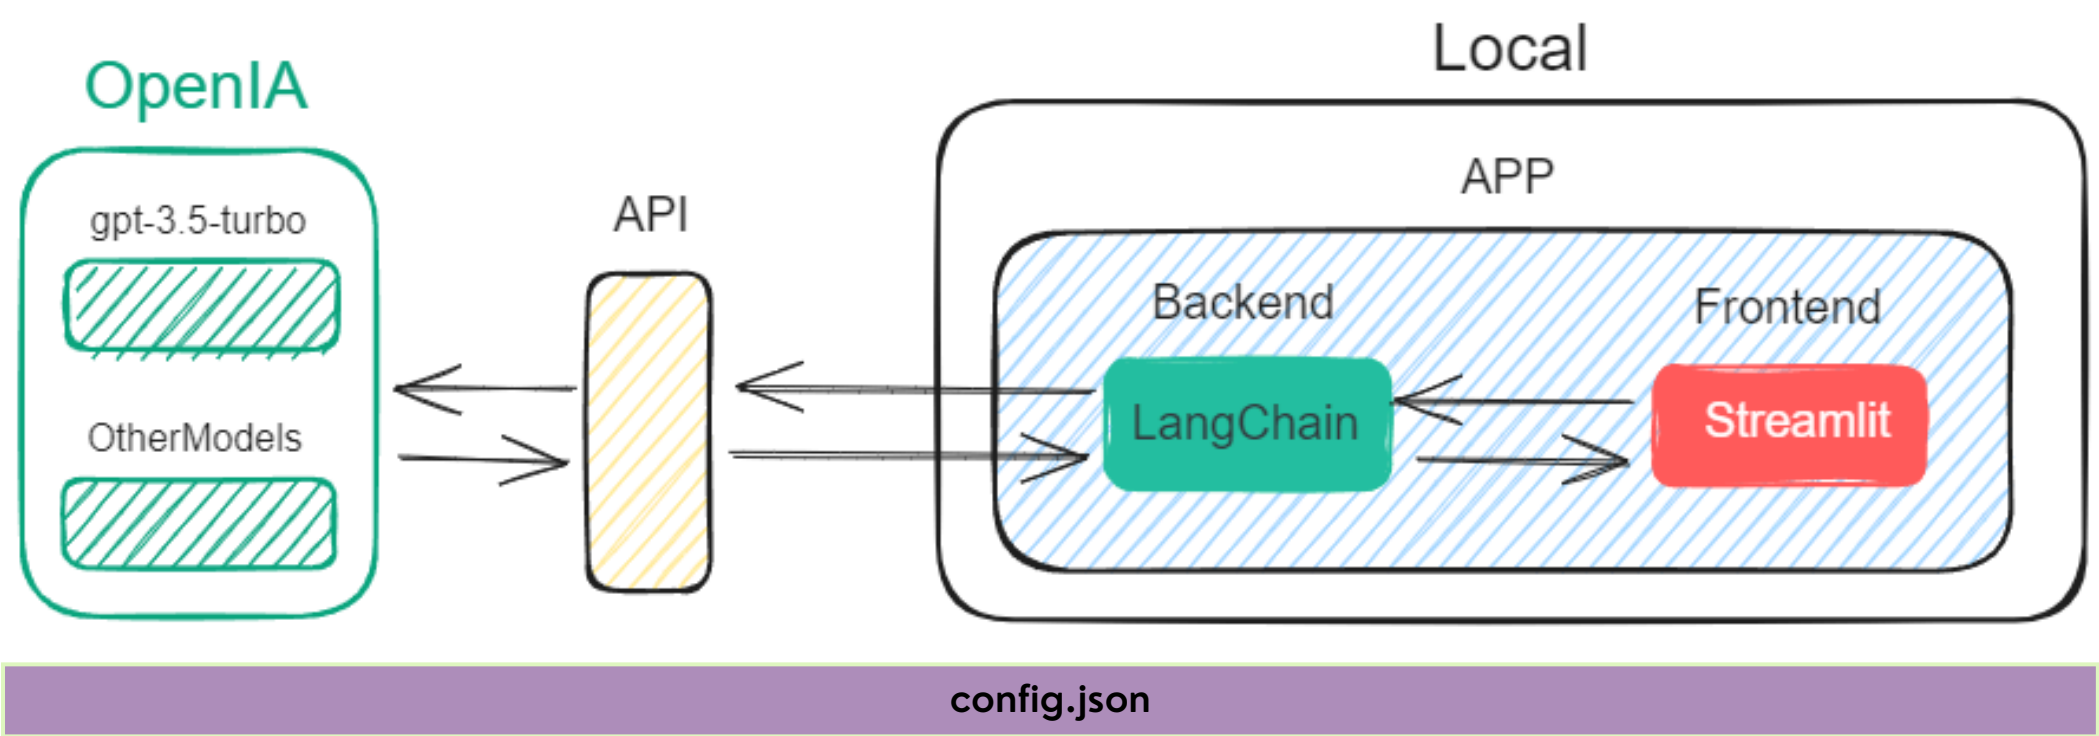 OpenIA
gpt-3.5-turbo
OtherModels
API
Local
APP
Backend
LangChain
Frontend
Streamlit
config.json